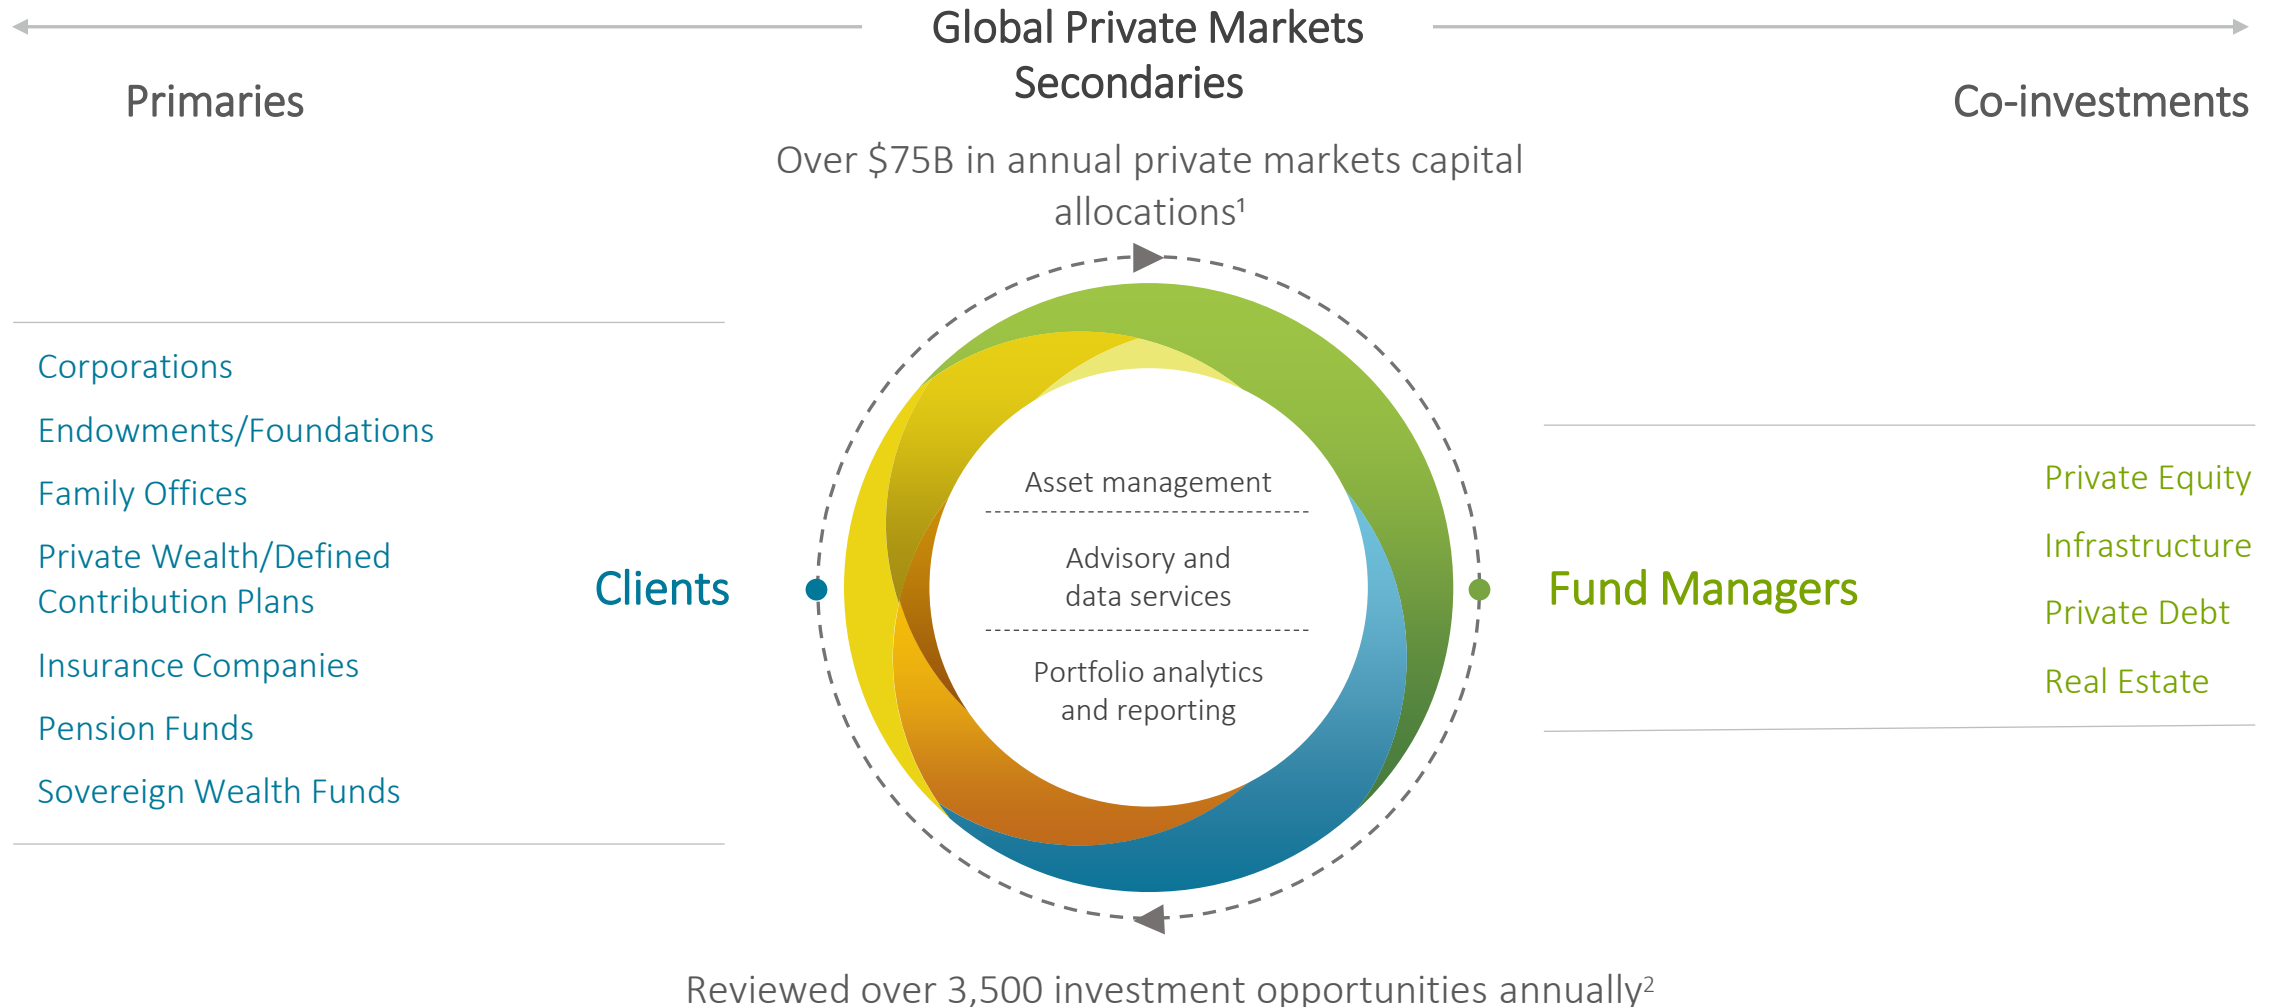 Global Private Markets
Primaries
Secondaries
Co-investments
Over $75B in annual private markets capital
allocations¹
Corporations
Endowments/Foundations
Family Offices
Private Wealth/Defined
Contribution Plans
Insurance Companies
Pension Funds
Sovereign Wealth Funds
Clients
Asset management
Advisory and
data services
Portfolio analytics
and reporting
Fund Managers
Private Equity
Infrastructure
Private Debt
Real Estate
Reviewed over 3,500 investment opportunities annually²